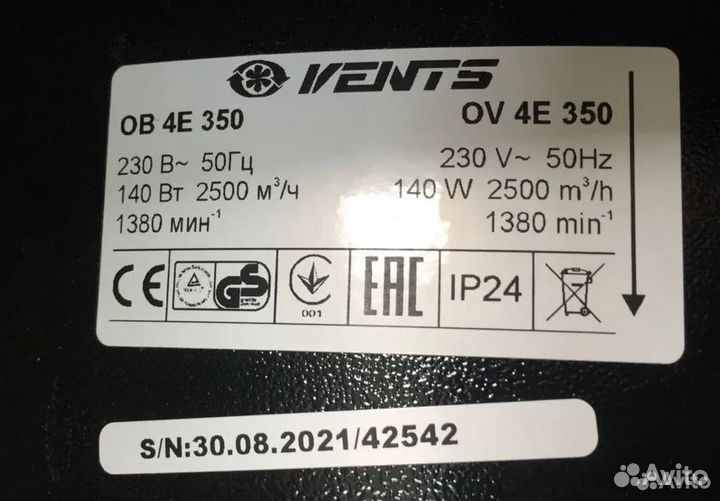 VENTS
ОВ 4Е 350
OV 4E 350
230 В~ 50Гц
230 V~ 50Hz
140 Вт 2500 м³/ч
140 W 2500 m³/h
1380 мин⁻¹
1380 min⁻¹
CE
GS
001
EAC
IP24
S/N:30.08.2021/42542
Avito